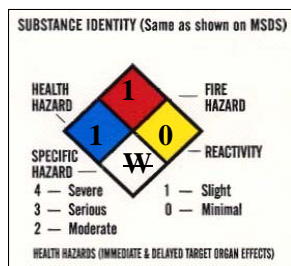 SUBSTANCE IDENTITY (Same as shown on MSDS)
HEALTH HAZARD
1
FIRE HAZARD
1
0
SPECIFIC HAZARD
W
REACTIVITY
4 — Severe
3 — Serious
2 — Moderate
1 — Slight
0 — Minimal
HEALTH HAZARDS (IMMEDIATE & DELAYED TARGET ORGAN EFFECTS)